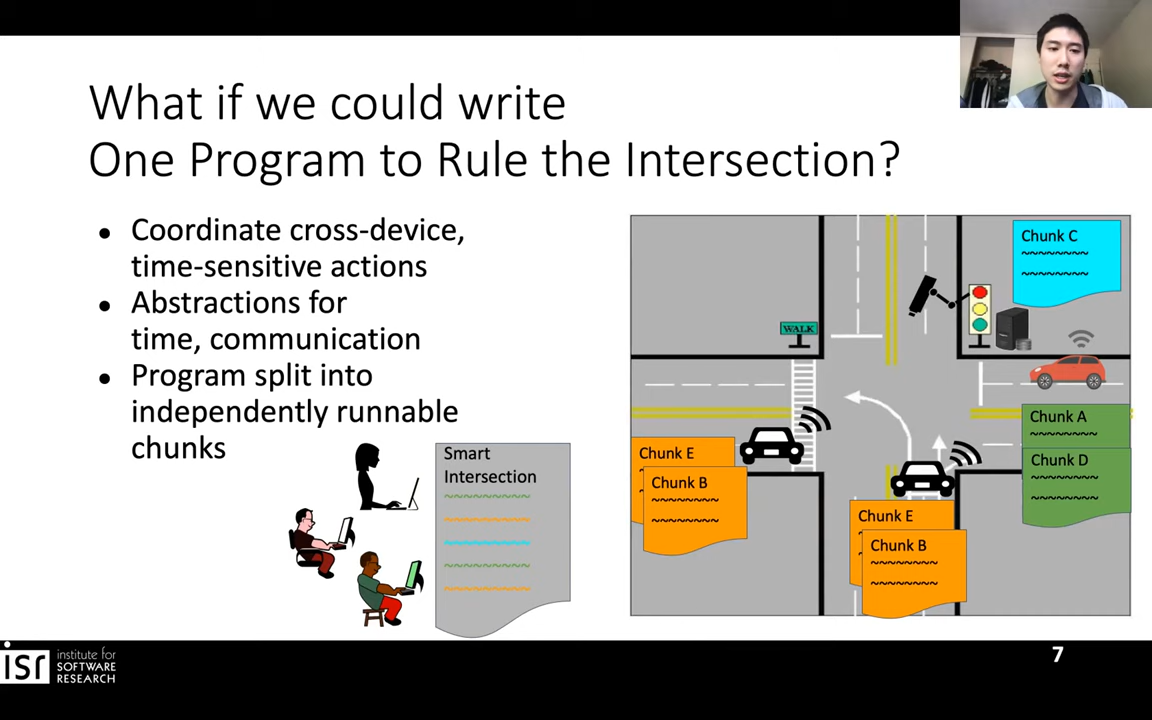 What if we could write
One Program to Rule the Intersection?
● Coordinate cross-device,
time-sensitive actions
● Abstractions for
time, communication
● Program split into
independently runnable
chunks
Smart
Intersection
WALK
Chunk C
Chunk A
Chunk D
Chunk E
Chunk B
Chunk E
Chunk B
isr institute for
SOFTWARE
RESEARCH
7